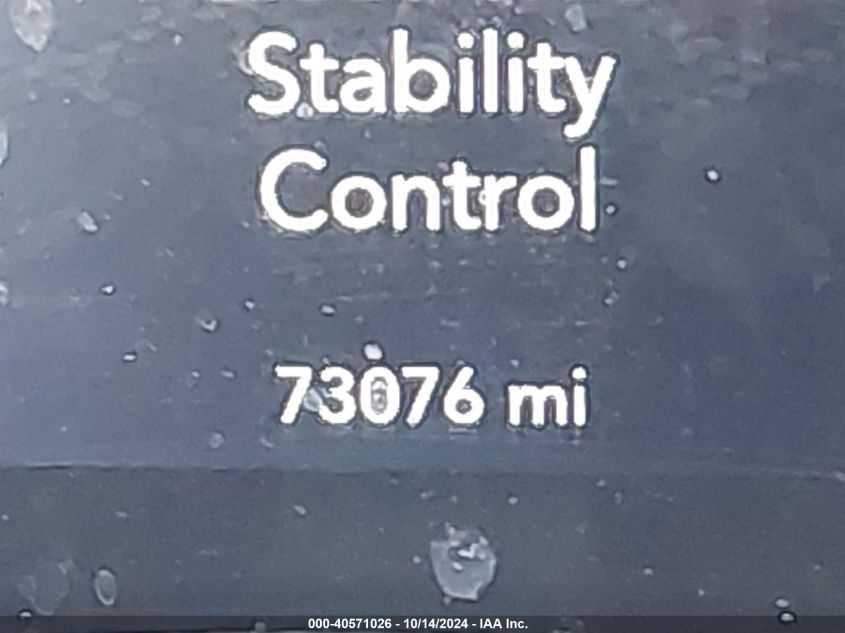 Stability
Control
73076 mi
000-40571026 - 10/14/2024 - IAA Inc.